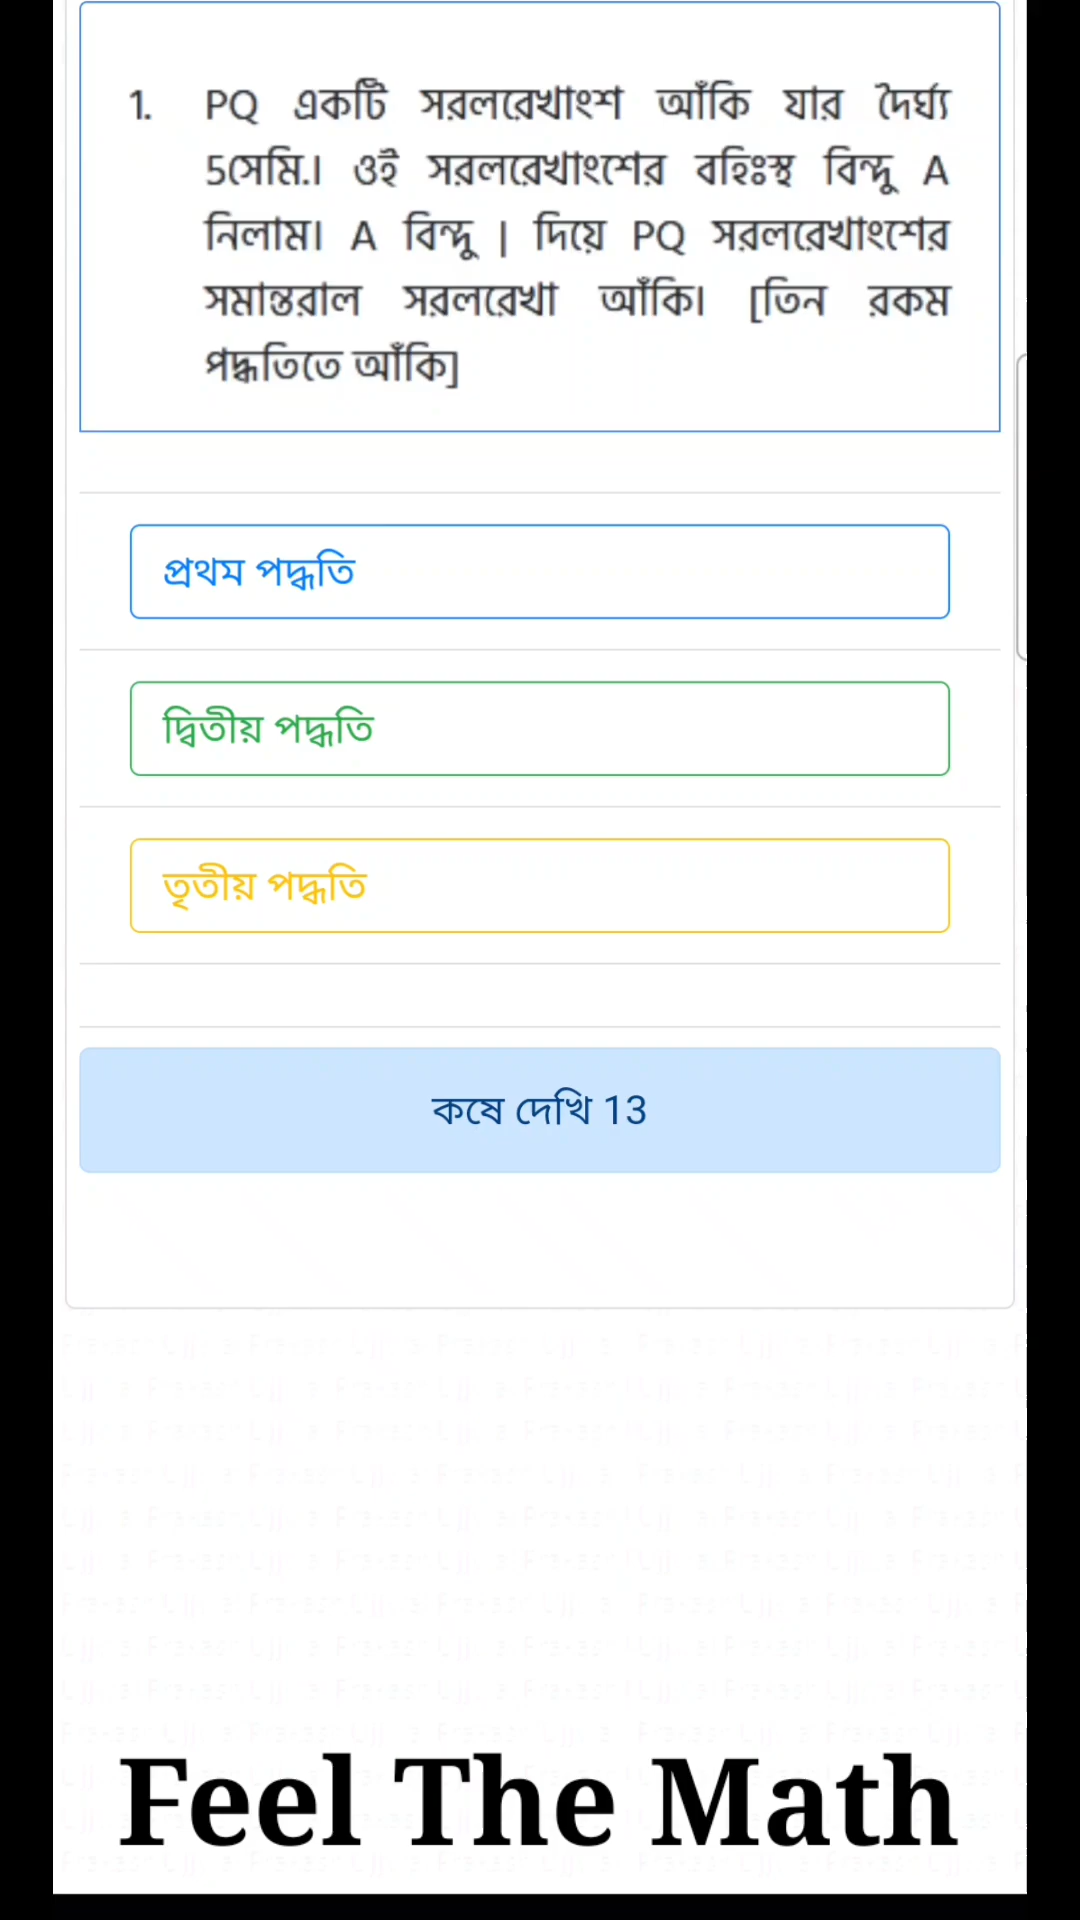 1. PQ একটি সরলরেখাংশ আঁকি যার দৈর্ঘ্য
5সেমি.। ওই সরলরেখাংশের বহিঃস্থ বিন্দু A
নিলাম। A বিন্দু | দিয়ে PQ সরলরেখাংশের
সমান্তরাল সরলরেখা আঁকি। [তিন রকম
পদ্ধতিতে আঁকি]
প্রথম পদ্ধতি
দ্বিতীয় পদ্ধতি
তৃতীয় পদ্ধতি
কষে দেখি 13
Feel The Math